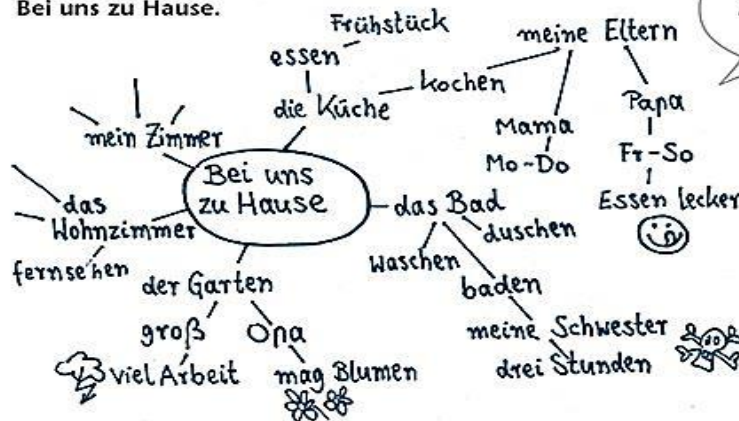 Bei uns zu Hause.
Frühstück
essen
meine Eltern
kochen
die Küche
Papa
mein Zimmer
Mama
Mo-Do
Fr-So
Bei uns
zu Hause
Essen lecker
das
Wohnzimmer
das Bad
duschen
waschen
fernsehen
der Garten
baden
groß
Opa
meine Schwester
drei Stunden
viel Arbeit
mag Blumen